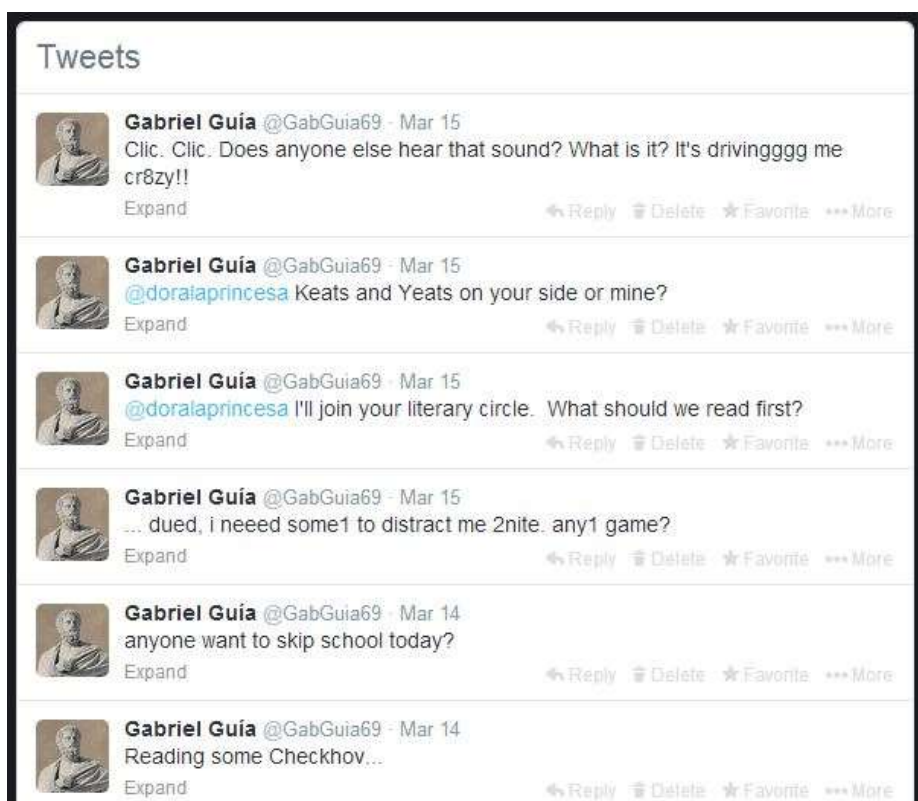 Tweets
Gabriel Guía @GabGuia69 · Mar 15
Clic. Clic. Does anyone else hear that sound? What is it? It's drivingggg me
cr8zy!!
Expand Reply Delete Favorite More
Gabriel Guía @GabGuia69 · Mar 15
@doralaprincesa Keats and Yeats on your side or mine?
Expand Reply Delete Favorite More
Gabriel Guía @GabGuia69 · Mar 15
@doralaprincesa I'll join your literary circle.  What should we read first?
Expand Reply Delete Favorite More
Gabriel Guía @GabGuia69 · Mar 15
... dued, i neeed some1 to distract me 2nite. any1 game?
Expand Reply Delete Favorite More
Gabriel Guía @GabGuia69 · Mar 14
anyone want to skip school today?
Expand Reply Delete Favorite More
Gabriel Guía @GabGuia69 · Mar 14
Reading some Checkhov...
Expand Reply Delete Favorite More